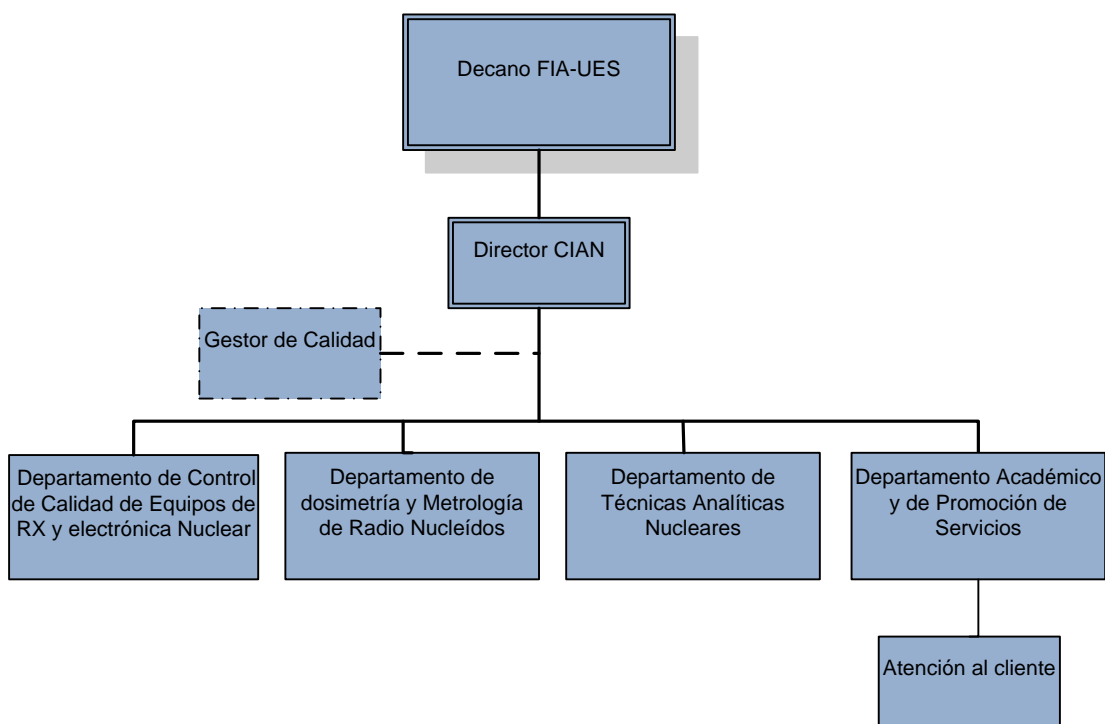 Decano FIA-UES
Director CIAN
Gestor de Calidad
Departamento de Control
de Calidad de Equipos de
RX y electrónica Nuclear
Departamento de
dosimetría y Metrología
de Radio Nucleídos
Departamento de
Técnicas Analíticas
Nucleares
Departamento Académico
y de Promoción de
Servicios
Atención al cliente